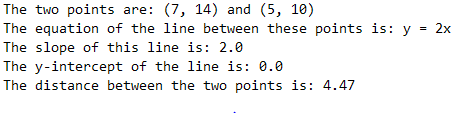 The two points are: (7, 14) and (5, 10)
The equation of the line between these points is: y = 2x
The slope of this line is: 2.0
The y-intercept of the line is: 0.0
The distance between the two points is: 4.47